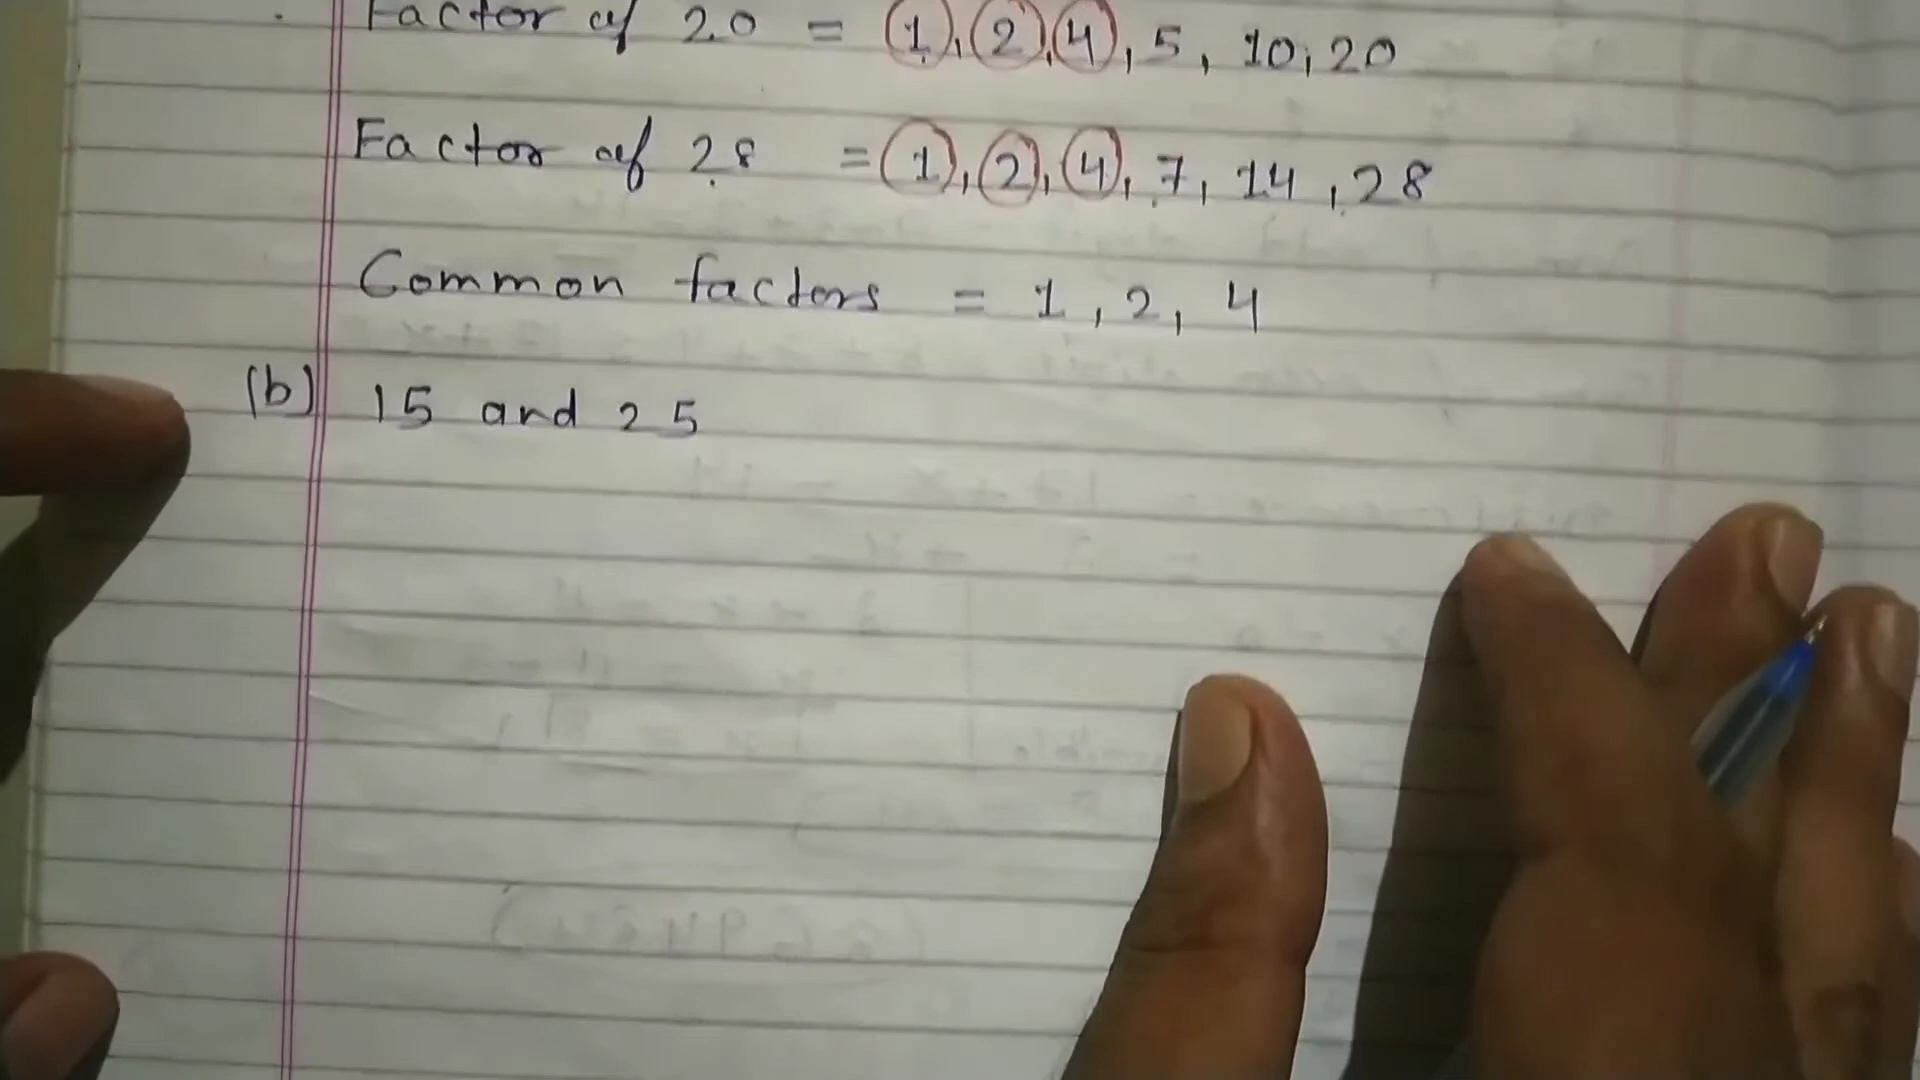 Factor of 20 = 1, 2, 4, 5, 10, 20
Factor of 28 = 1, 2, 4, 7, 14, 28
Common factors = 1, 2, 4
(b) 15 and 25